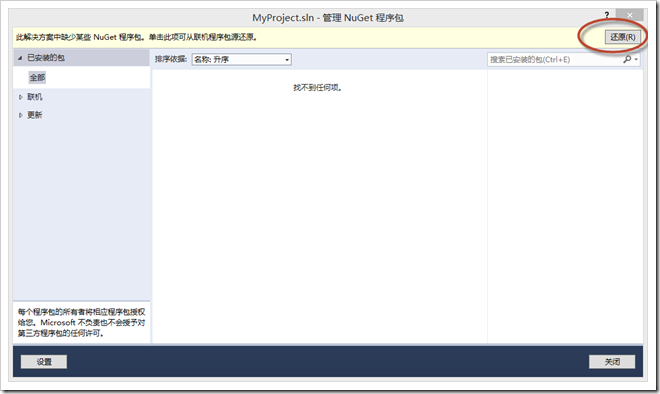 MyProject.sln - 管理 NuGet 程序包
?
此解决方案中缺少某些 NuGet 程序包。单击此项可从联机程序包源还原。
还原(R)
已安装的包
排序依据: 名称: 升序
搜索已安装的包(Ctrl+E)
全部
找不到任何项。
联机
更新
每个程序包的所有者将相应程序包授权
给您。Microsoft 不负责也不会授予对
第三方程序包的任何许可。
设置
关闭